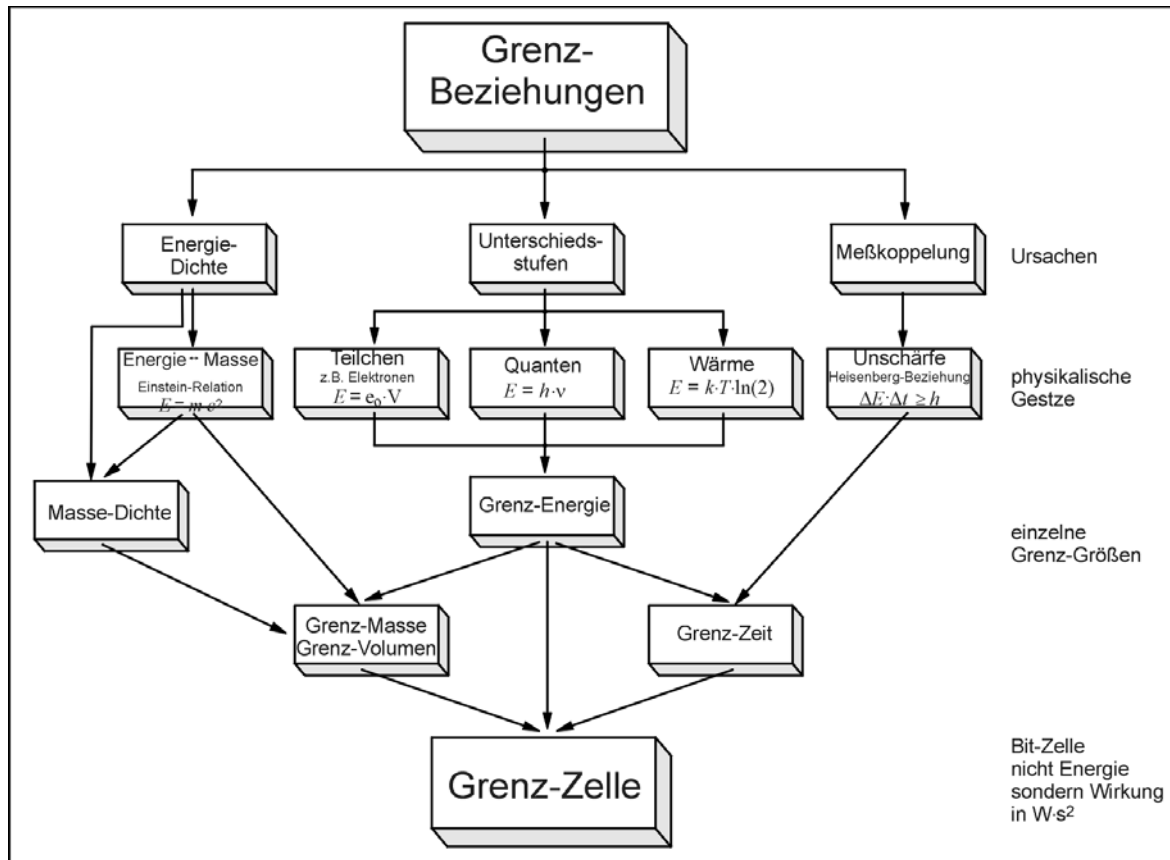 Grenz-
Beziehungen
Energie-
Dichte
Unterschieds-
stufen
Meßkoppelung
Ursachen
Energie↔Masse
Einstein-Relation
E = m·c²
Teilchen
z.B. Elektronen
E = e₀·V
Quanten
E = h·ν
Wärme
E = k·T·ln(2)
Unschärfe
Heisenberg-Beziehung
ΔE·Δt ≥ h
physikalische
Gestze
Masse-Dichte
Grenz-Energie
einzelne
Grenz-Größen
Grenz-Masse
Grenz-Volumen
Grenz-Zeit
Grenz-Zelle
Bit-Zelle
nicht Energie
sondern Wirkung
in W·s²